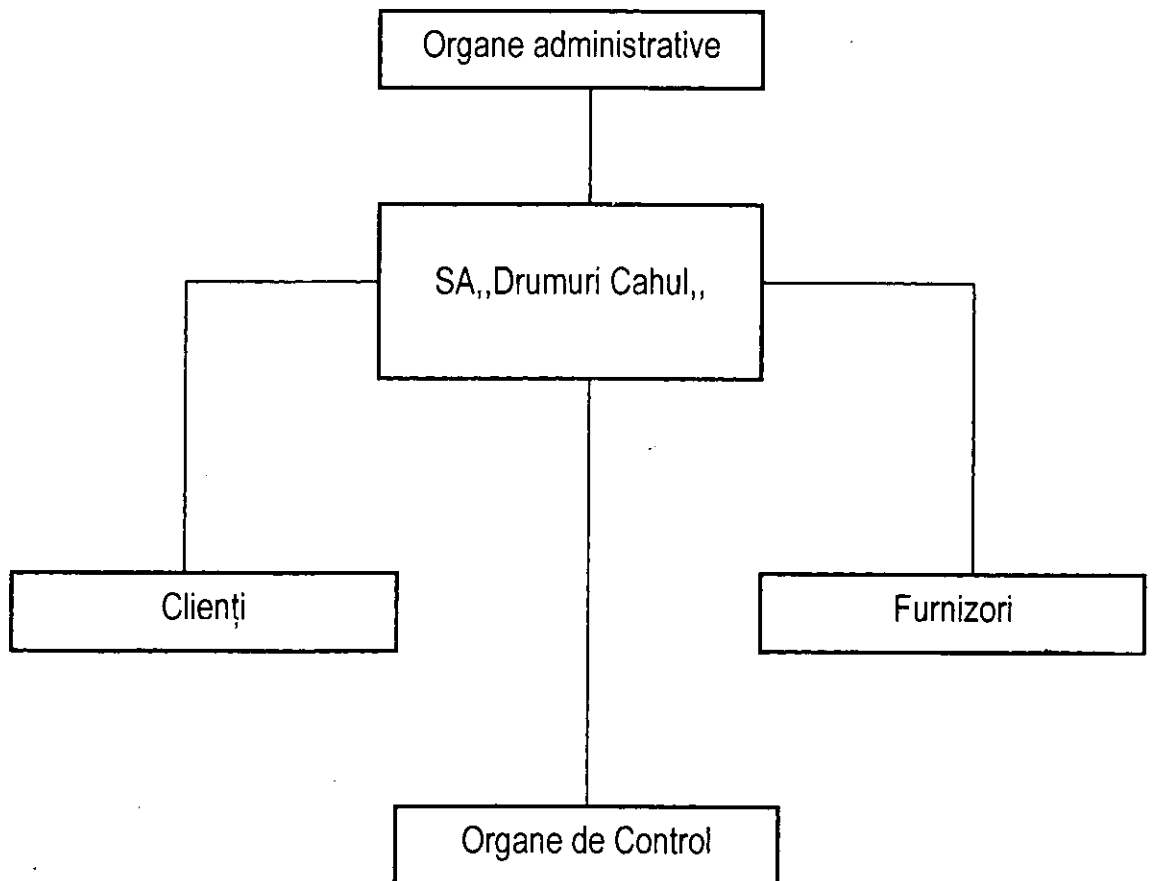 Organe administrative
SA,,Drumuri Cahul,,
Clienți
Furnizori
Organe de Control